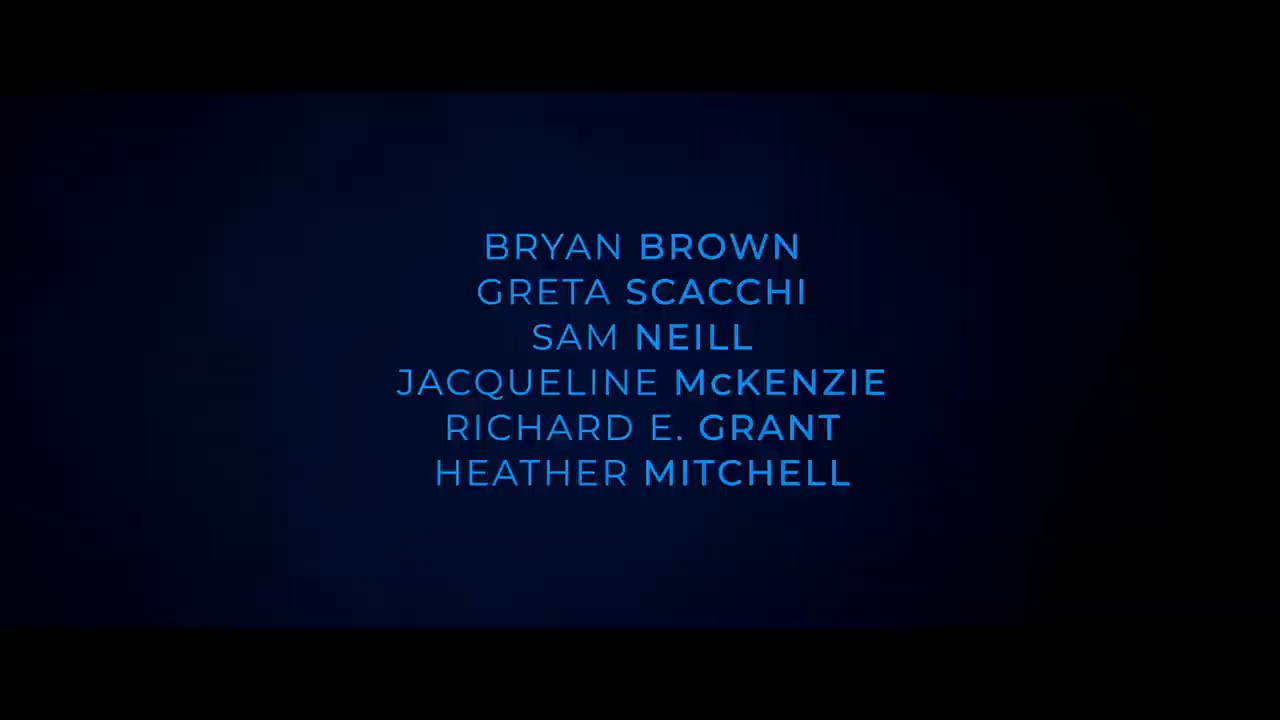 BRYAN BROWN
GRETA SCACCHI
SAM NEILL
JACQUELINE McKENZIE
RICHARD E. GRANT
HEATHER MITCHELL